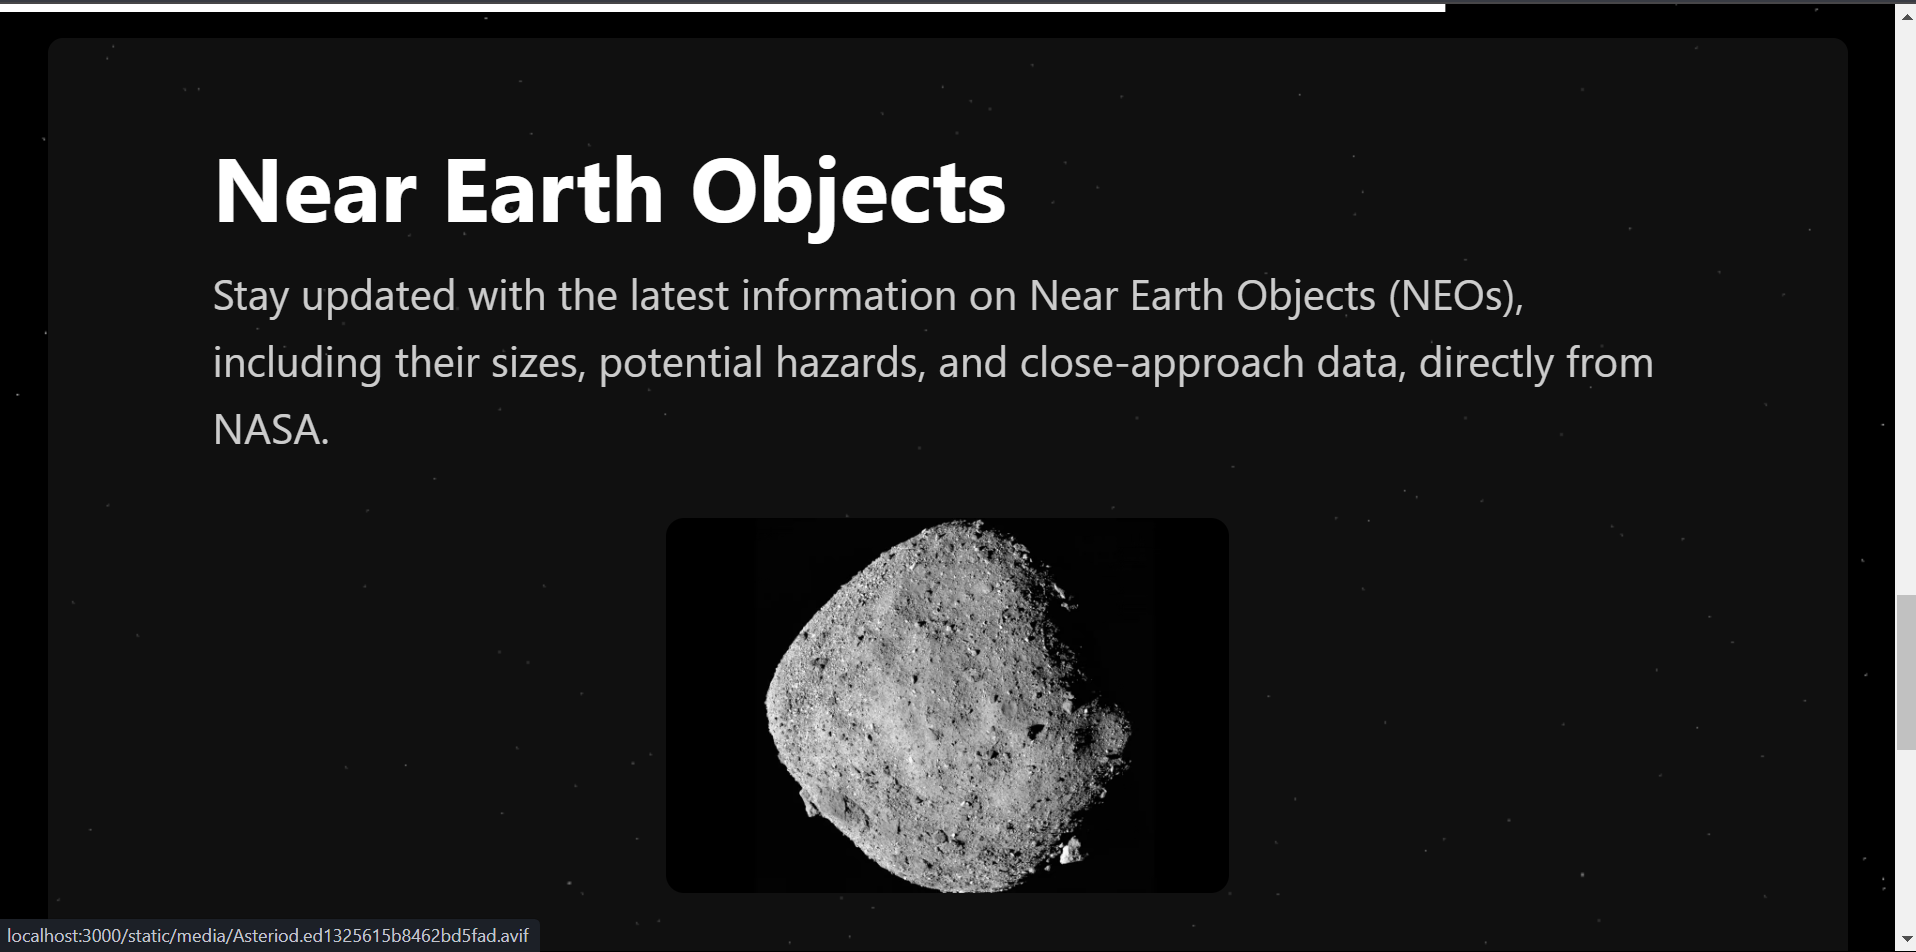 Near Earth Objects
Stay updated with the latest information on Near Earth Objects (NEOs),
including their sizes, potential hazards, and close-approach data, directly from
NASA.
localhost:3000/static/media/Asteriod.ed1325615b8462bd5fad.avif